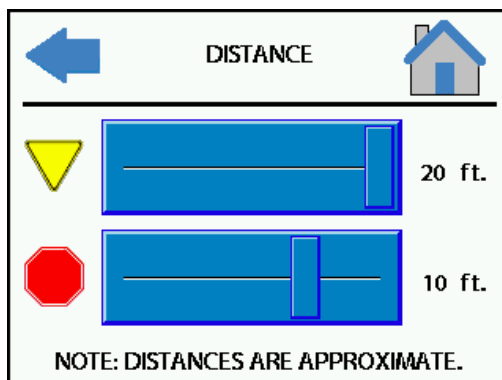 DISTANCE
20 ft.
10 ft.
NOTE: DISTANCES ARE APPROXIMATE.